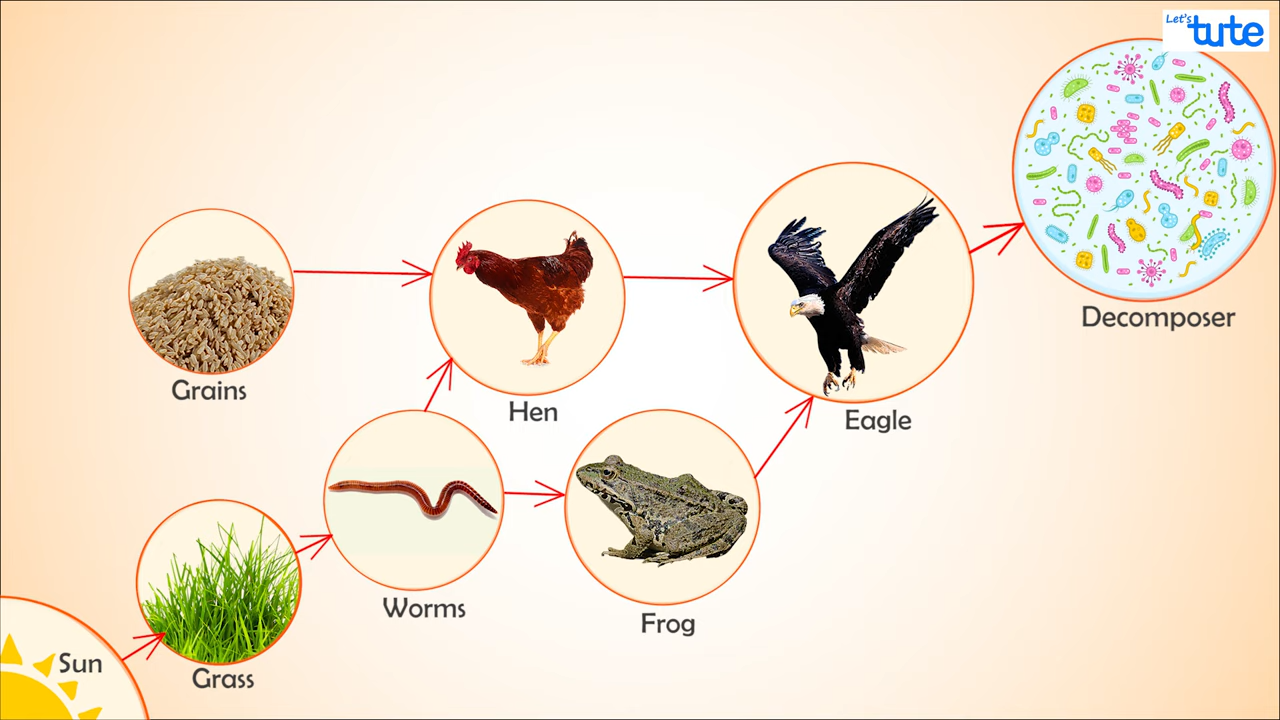 Let's
tute
Decomposer
Grains
Hen
Eagle
Worms
Frog
Sun
Grass